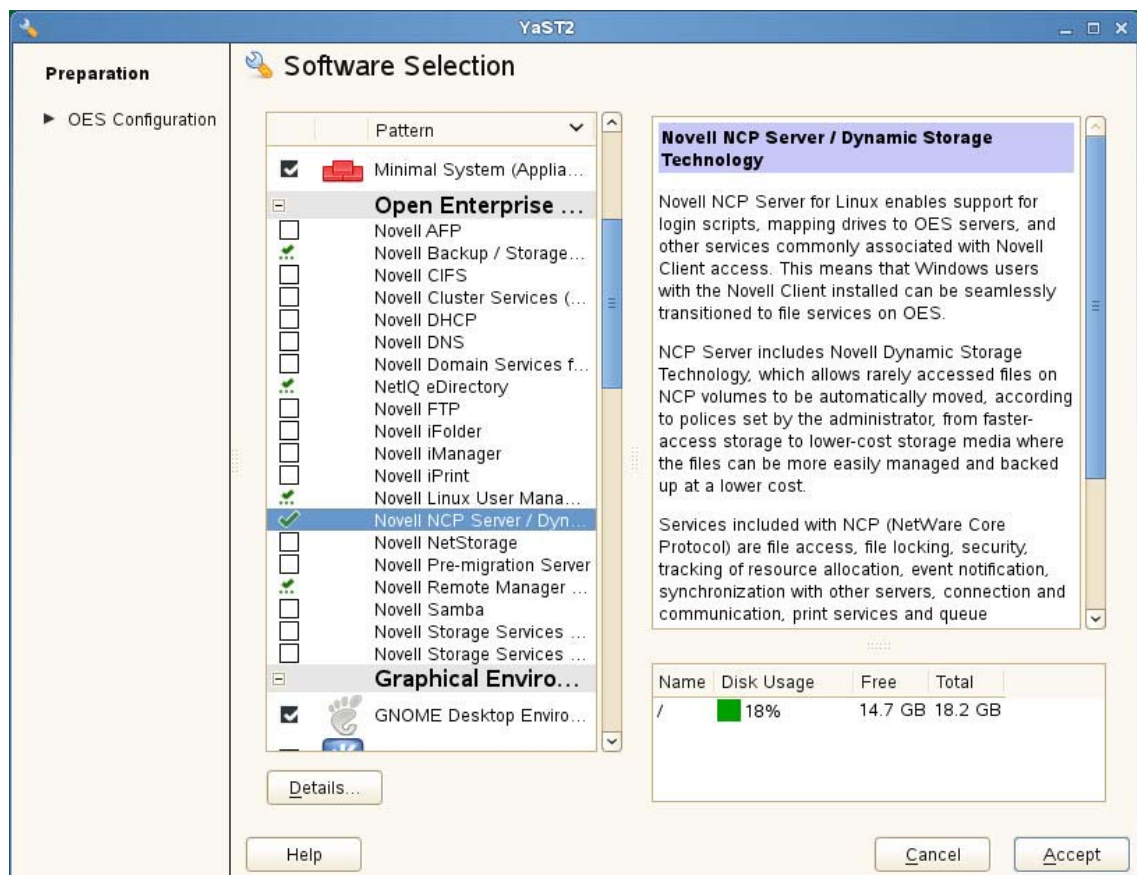 YaST2
Preparation
OES Configuration
Software Selection
Pattern
Minimal System (Applia...
Open Enterprise ...
Novell AFP
Novell Backup / Storage...
Novell CIFS
Novell Cluster Services (...
Novell DHCP
Novell DNS
Novell Domain Services f...
NetIQ eDirectory
Novell FTP
Novell iFolder
Novell iManager
Novell iPrint
Novell Linux User Mana...
Novell NCP Server / Dyn...
Novell NetStorage
Novell Pre-migration Server
Novell Remote Manager ...
Novell Samba
Novell Storage Services ...
Novell Storage Services ...
Graphical Enviro...
GNOME Desktop Enviro...
Details...
Novell NCP Server / Dynamic Storage
Technology
Novell NCP Server for Linux enables support for
login scripts, mapping drives to OES servers, and
other services commonly associated with Novell
Client access. This means that Windows users
with the Novell Client installed can be seamlessly
transitioned to file services on OES.
NCP Server includes Novell Dynamic Storage
Technology, which allows rarely accessed files on
NCP volumes to be automatically moved, according
to polices set by the administrator, from faster-
access storage to lower-cost storage media where
the files can be more easily managed and backed
up at a lower cost.
Services included with NCP (NetWare Core
Protocol) are file access, file locking, security,
tracking of resource allocation, event notification,
synchronization with other servers, connection and
communication, print services and queue
Name Disk Usage Free Total
/ 18% 14.7 GB 18.2 GB
Help
Cancel
Accept